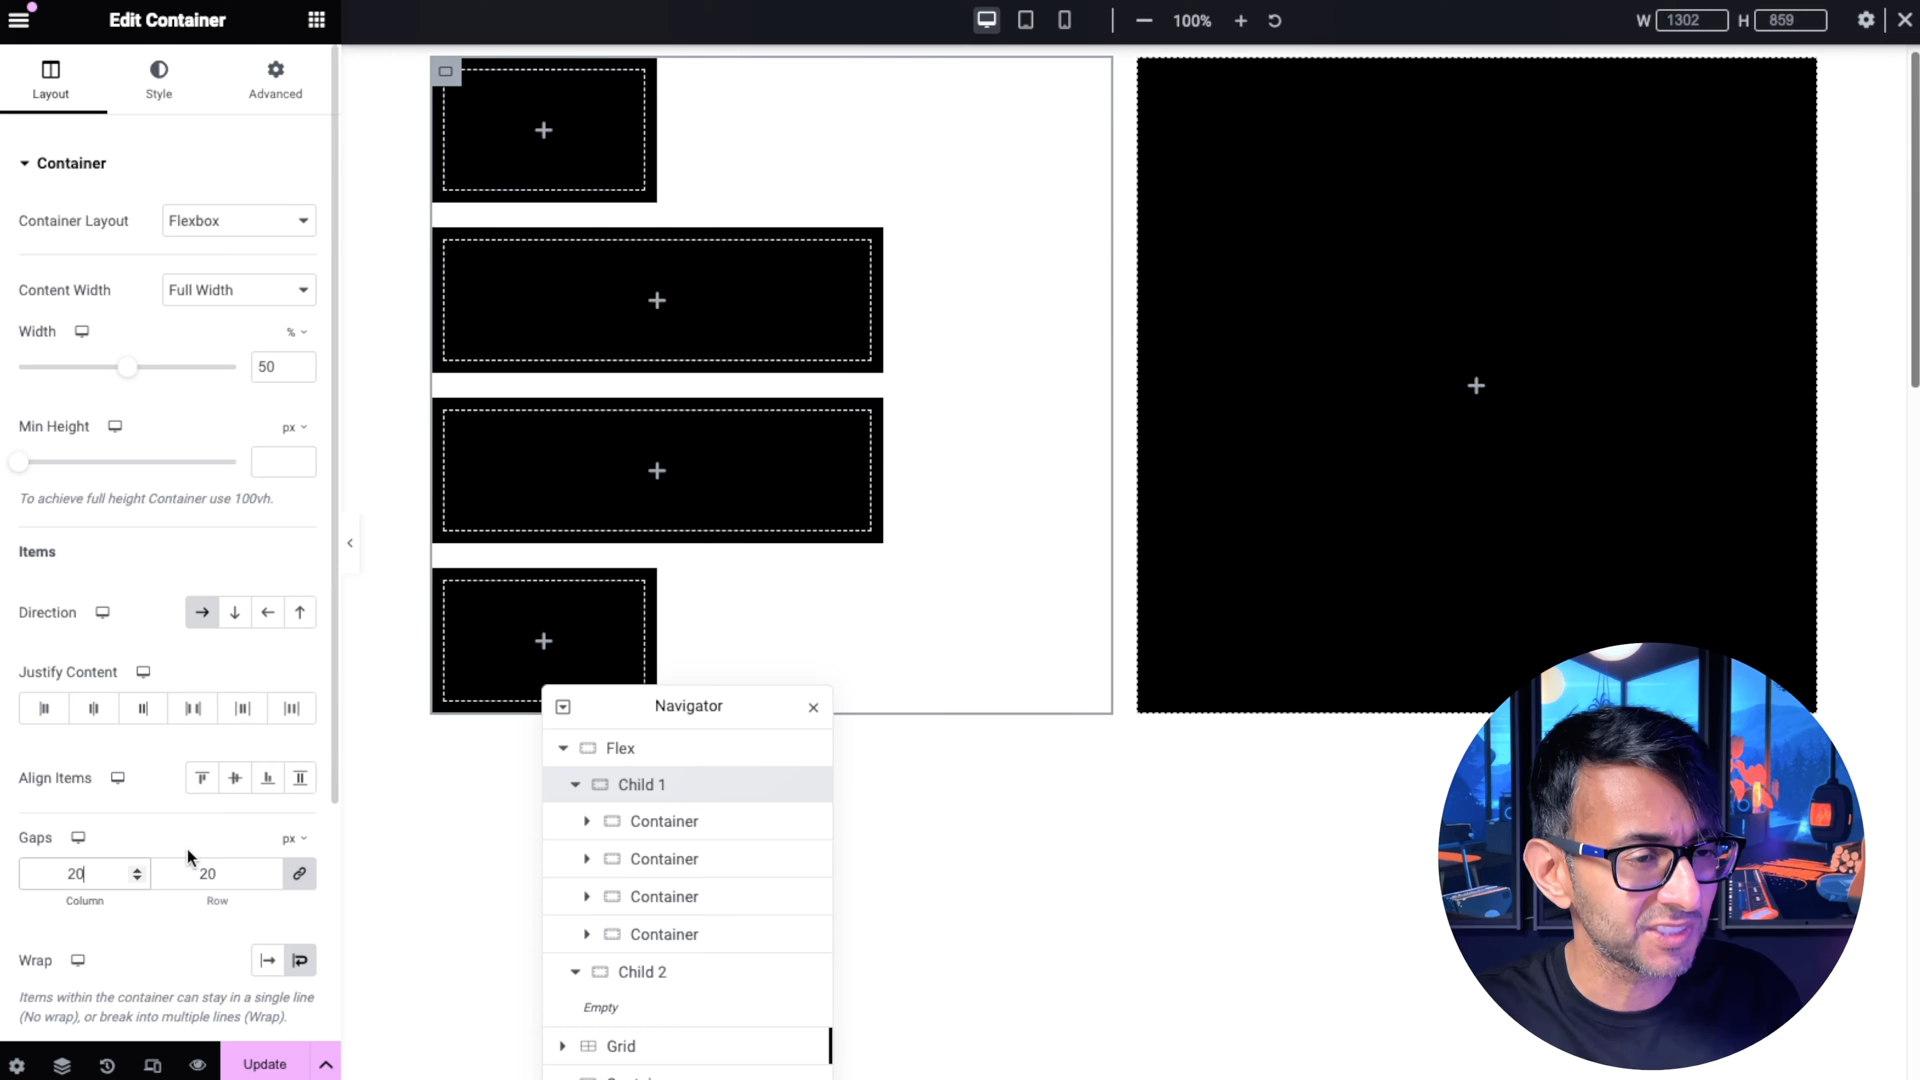 Edit Container
100%
W 1302 H 859
Layout Style Advanced
Container
Container Layout Flexbox
Content Width Full Width
Width %
50
Min Height px
To achieve full height Container use 100vh.
Items
Direction
Justify Content
Align Items
Gaps px
20 20
Column Row
Wrap
Items within the container can stay in a single line
(No wrap), or break into multiple lines (Wrap).
Update
Navigator
Flex
Child 1
Container
Container
Container
Container
Child 2
Empty
Grid